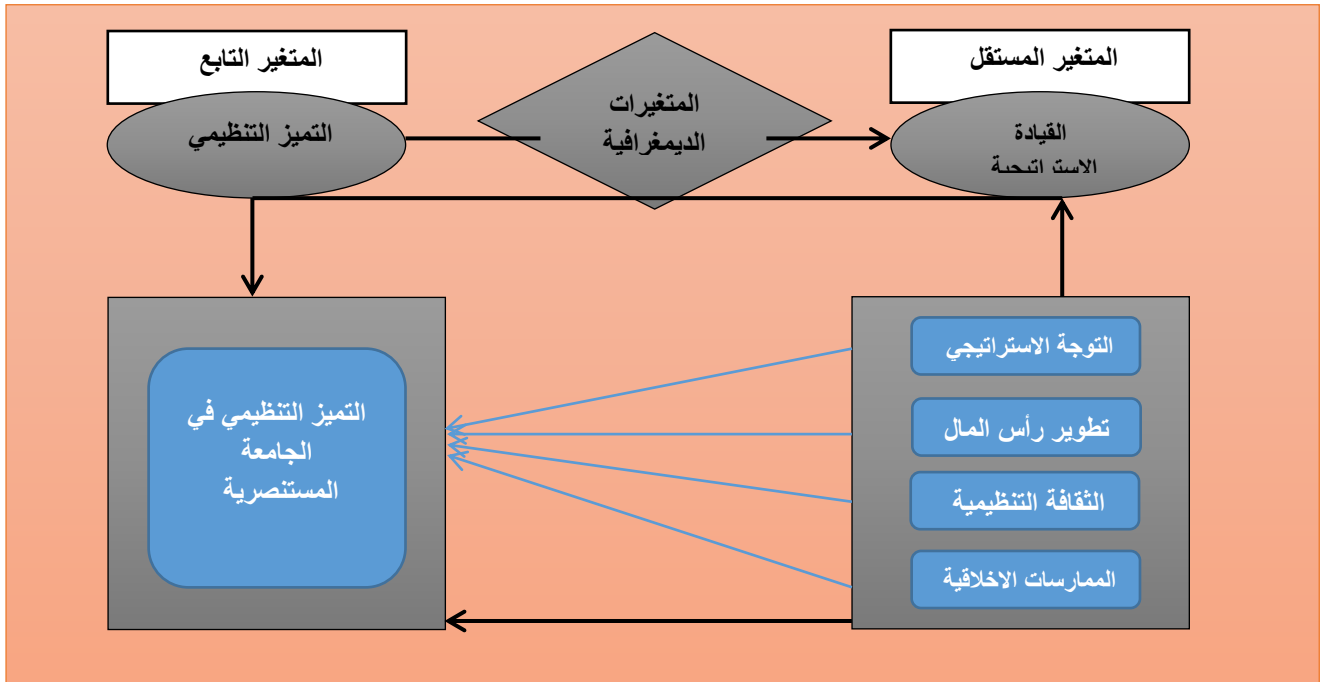 المتغير المستقل
المتغيرات
الديمغرافية
المتغير التابع
القيادة
الاستراتيجية
التميز التنظيمي
التوجة الاستراتيجي
تطوير رأس المال
الثقافة التنظيمية
الممارسات الاخلاقية
التميز التنظيمي في
الجامعة
المستنصرية